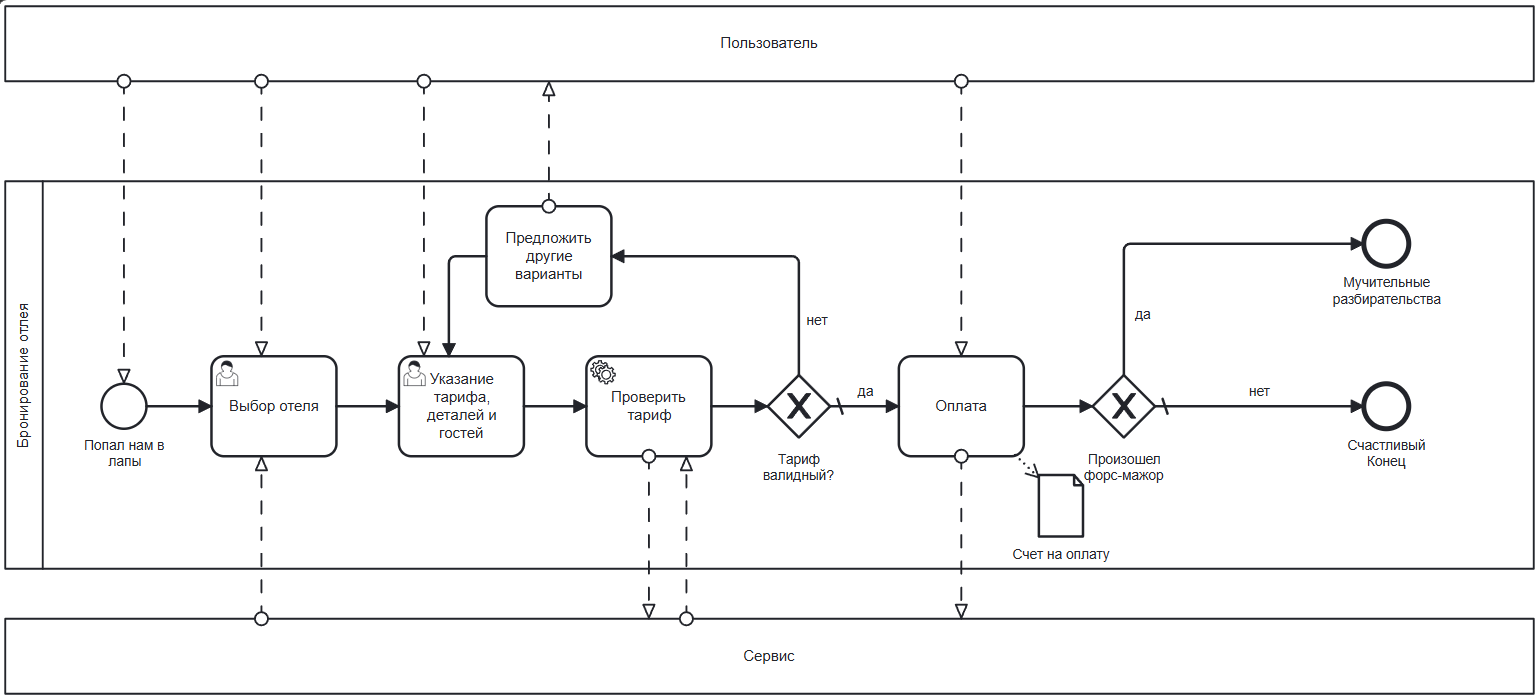 Пользователь
Бронирование отлея
Предложить
другие
варианты
нет
да
Мучительные
разбирательства
Указание
тарифа,
деталей и
гостей
Выбор отеля
Проверить
тариф
да
Оплата
нет
Попал нам в
лапы
Тариф
валидный?
Произошел
форс-мажор
Счастливый
Конец
Счет на оплату
Сервис